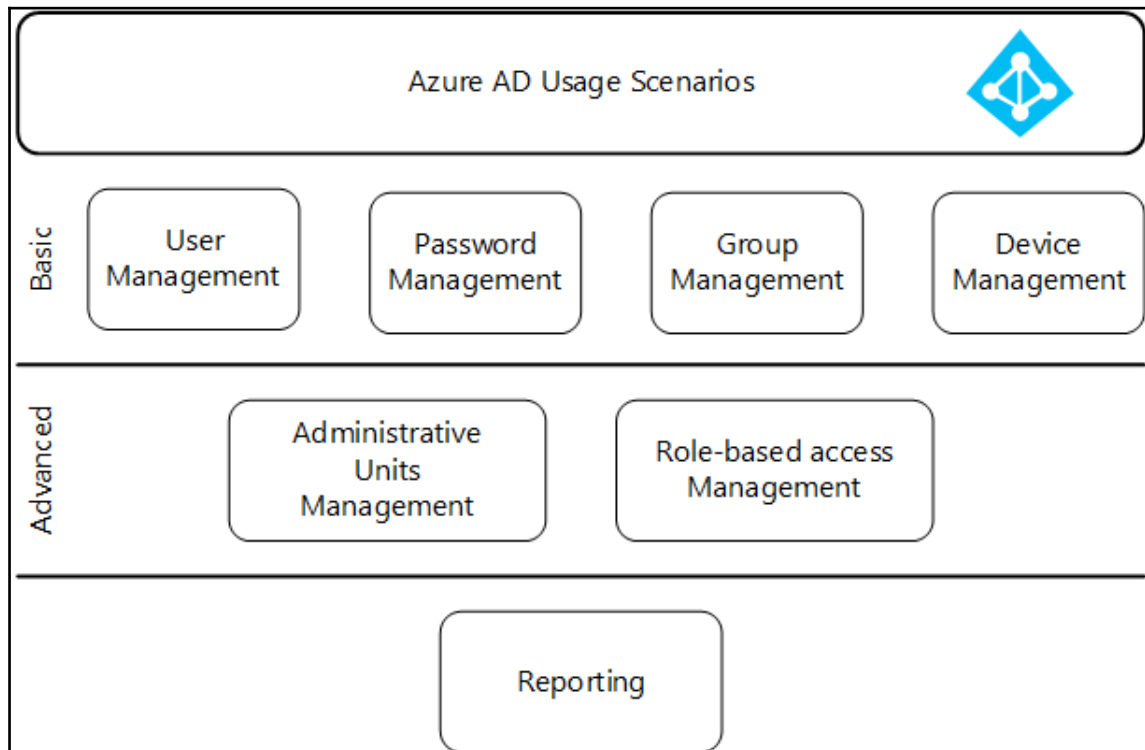 Azure AD Usage Scenarios
Basic
User
Management
Password
Management
Group
Management
Device
Management
Advanced
Administrative
Units
Management
Role-based access
Management
Reporting